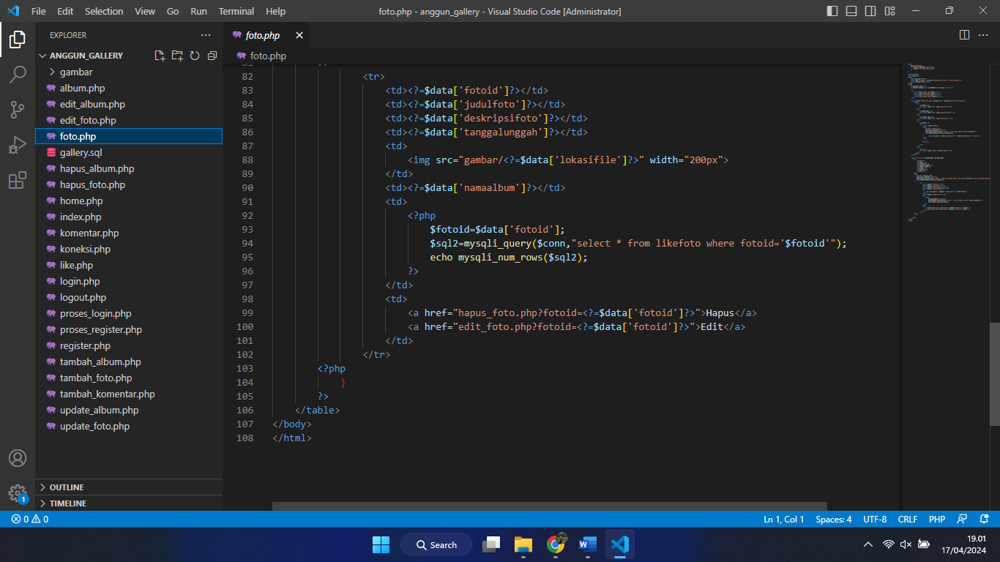 File Edit Selection View Go Run Terminal Help foto.php - anggun_gallery - Visual Studio Code [Administrator]
EXPLORER
ANGGUN_GALLERY
gambar
album.php
edit_album.php
edit_foto.php
foto.php
gallery.sql
hapus_album.php
hapus_foto.php
home.php
index.php
komentar.php
koneksi.php
like.php
login.php
logout.php
proses_login.php
proses_register.php
register.php
tambah_album.php
tambah_foto.php
tambah_komentar.php
update_album.php
update_foto.php
OUTLINE
TIMELINE
1
foto.php
foto.php
81 ?>
82 <tr>
83 <td><?=$data['fotoid']?></td>
84 <td><?=$data['judulfoto']?></td>
85 <td><?=$data['deskripsifoto']?></td>
86 <td><?=$data['tanggalunggah']?></td>
87 <td>
88 <img src="gambar/<?=$data['lokasifile']?>" width="200px">
89 </td>
90 <td><?=$data['namaalbum']?></td>
91 <td>
92 <?php
93 $fotoid=$data['fotoid'];
94 $sql2=mysqli_query($conn,"select * from likefoto where fotoid='$fotoid'");
95 echo mysqli_num_rows($sql2);
96 ?>
97 </td>
98 <td>
99 <a href="hapus_foto.php?fotoid=<?=$data['fotoid']?>">Hapus</a>
100 <a href="edit_foto.php?fotoid=<?=$data['fotoid']?>">Edit</a>
101 </td>
102 </tr>
103 <?php
104 }
105 ?>
106 </table>
107 </body>
108 </html>
0 0 Ln 1, Col 1 Spaces: 4 UTF-8 CRLF PHP
Search
19.01
17/04/2024